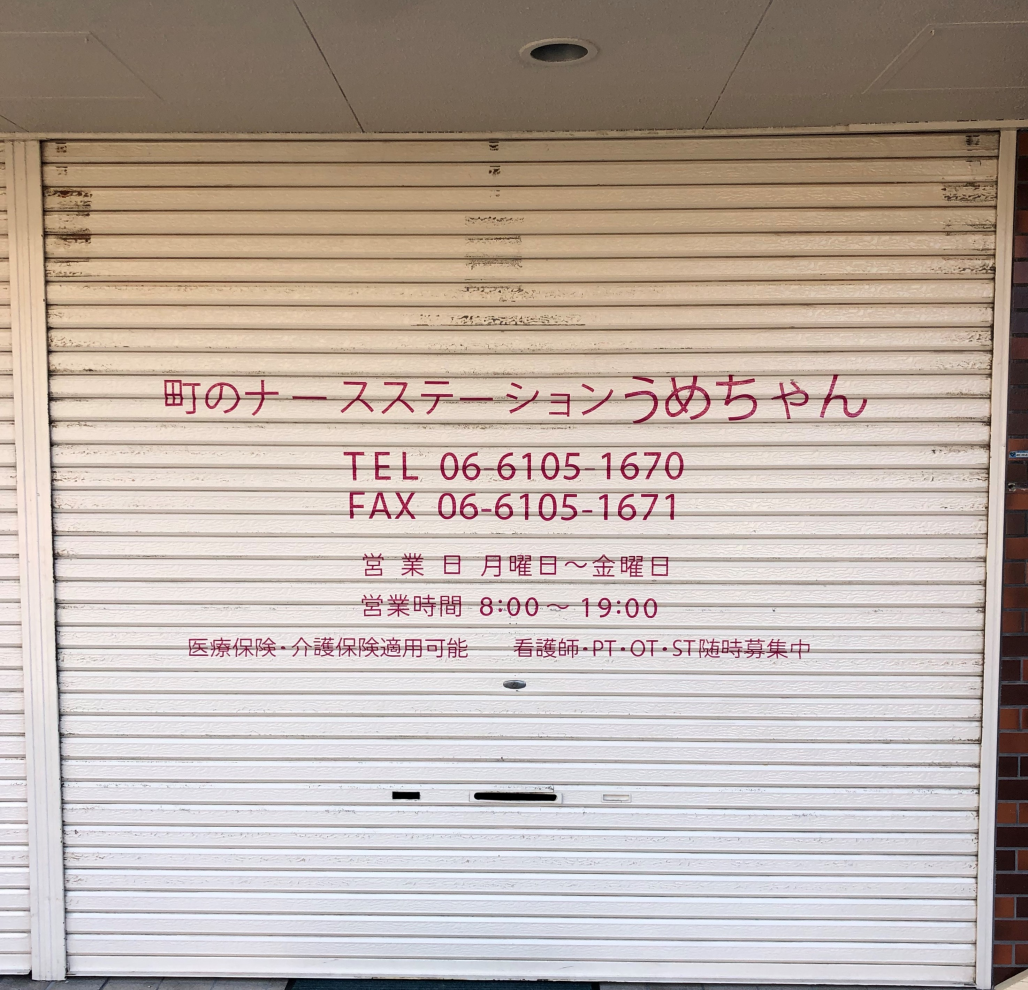 町のナースステーションうめちゃん
TEL 06-6105-1670
FAX 06-6105-1671
営業日 月曜日～金曜日
営業時間 8:00～19:00
医療保険・介護保険適用可能　看護師・PT・OT・ST随時募集中